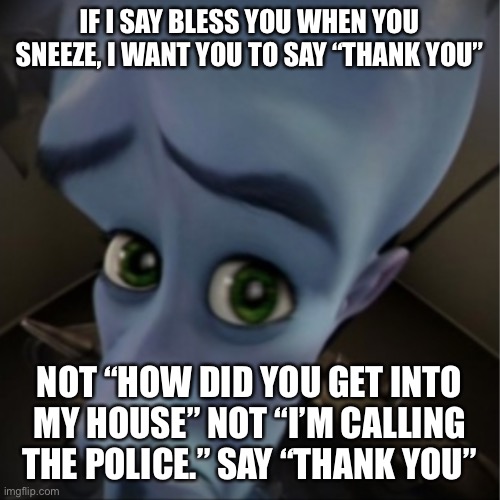 IF I SAY BLESS YOU WHEN YOU
SNEEZE, I WANT YOU TO SAY “THANK YOU”
NOT “HOW DID YOU GET INTO
MY HOUSE” NOT “I’M CALLING
THE POLICE.” SAY “THANK YOU”
imgflip.com